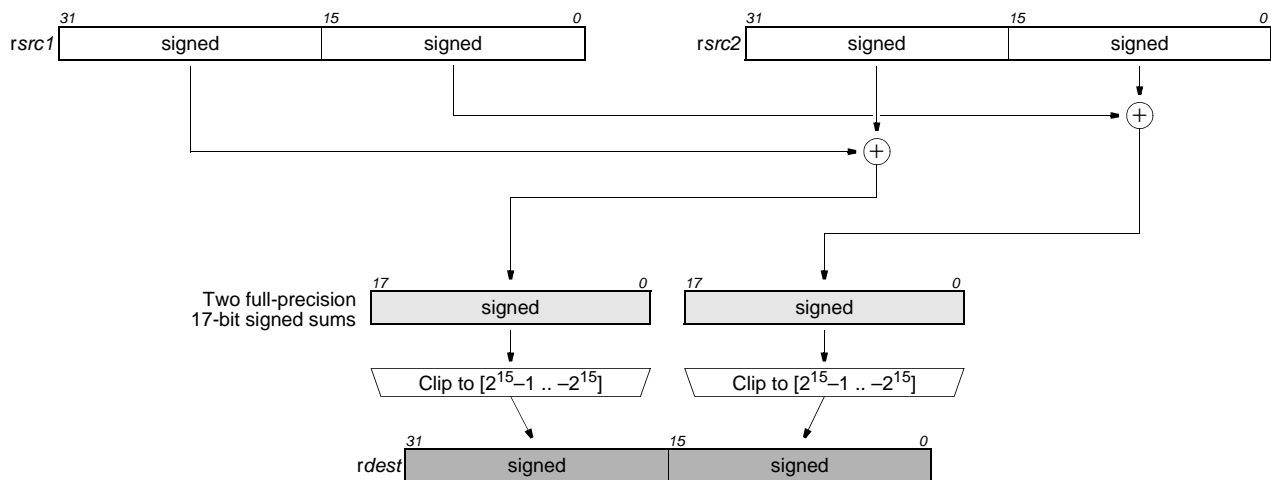 31 15 0 31 15 0
rsrc1 signed signed rsrc2 signed signed
+
+
17 0 17 0
Two full-precision
17-bit signed sums
signed signed
Clip to [2^15–1 .. –2^15] Clip to [2^15–1 .. –2^15]
31 15 0
rdest signed signed